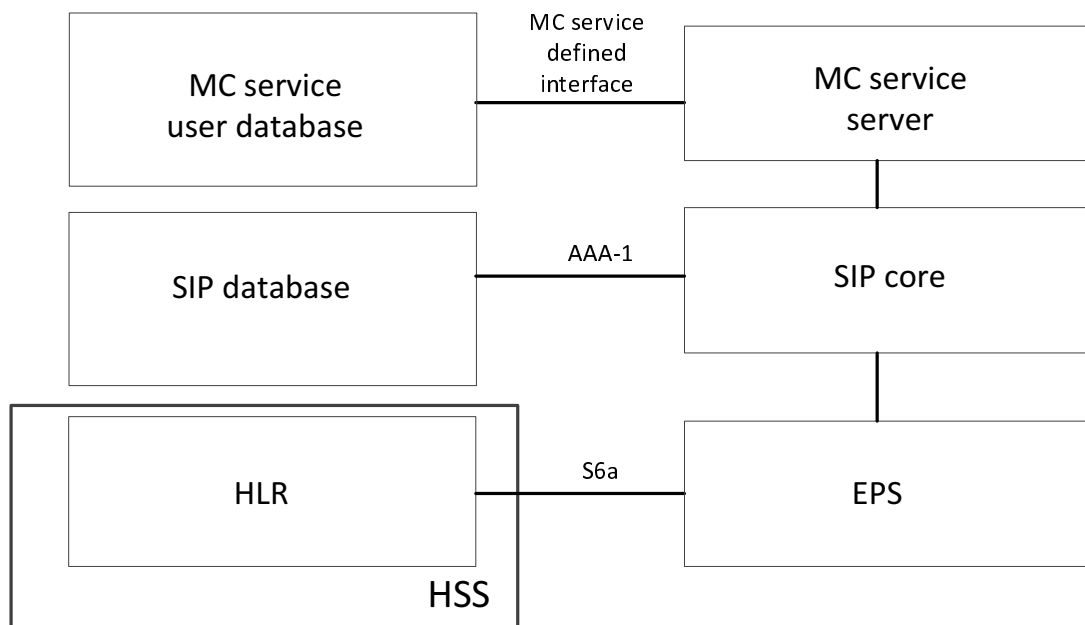 MC service
user database
MC service
defined
interface
MC service
server
SIP database
AAA-1
SIP core
HLR
S6a
EPS
HSS